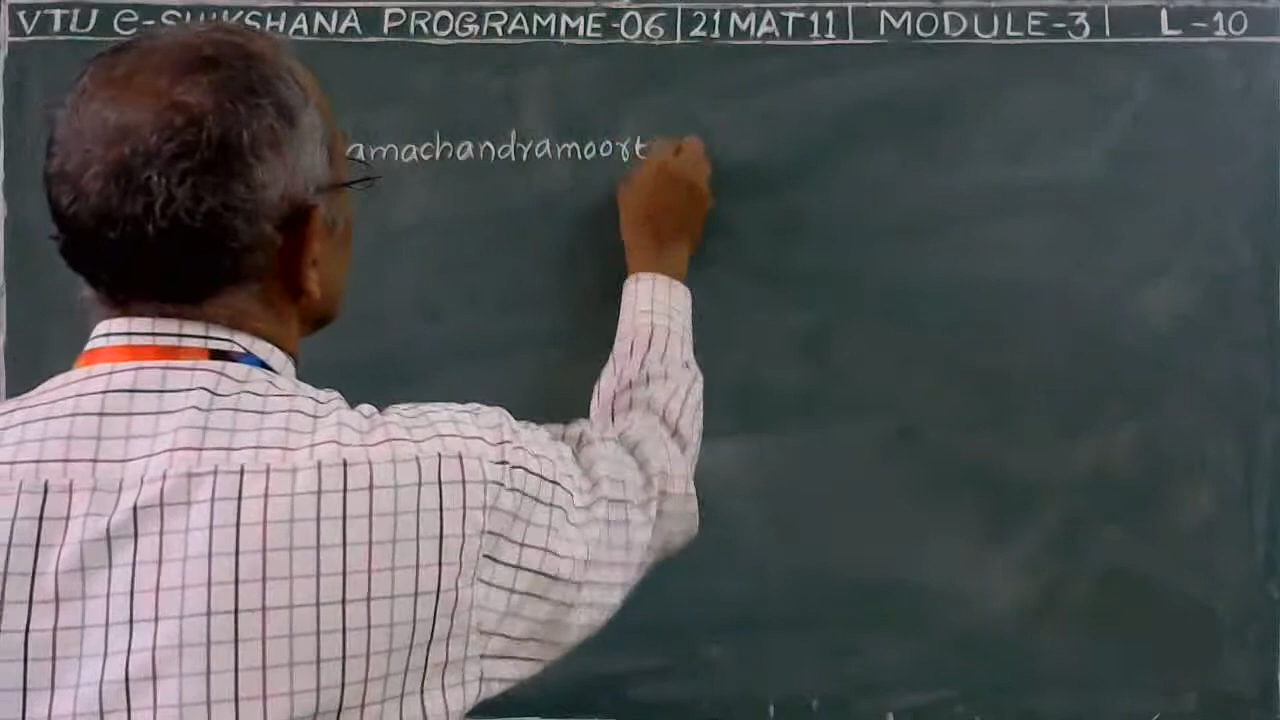 VTU e-SHIKSHANA PROGRAMME-06 | 21MAT11 | MODULE-3 | L-10
amachandramoort